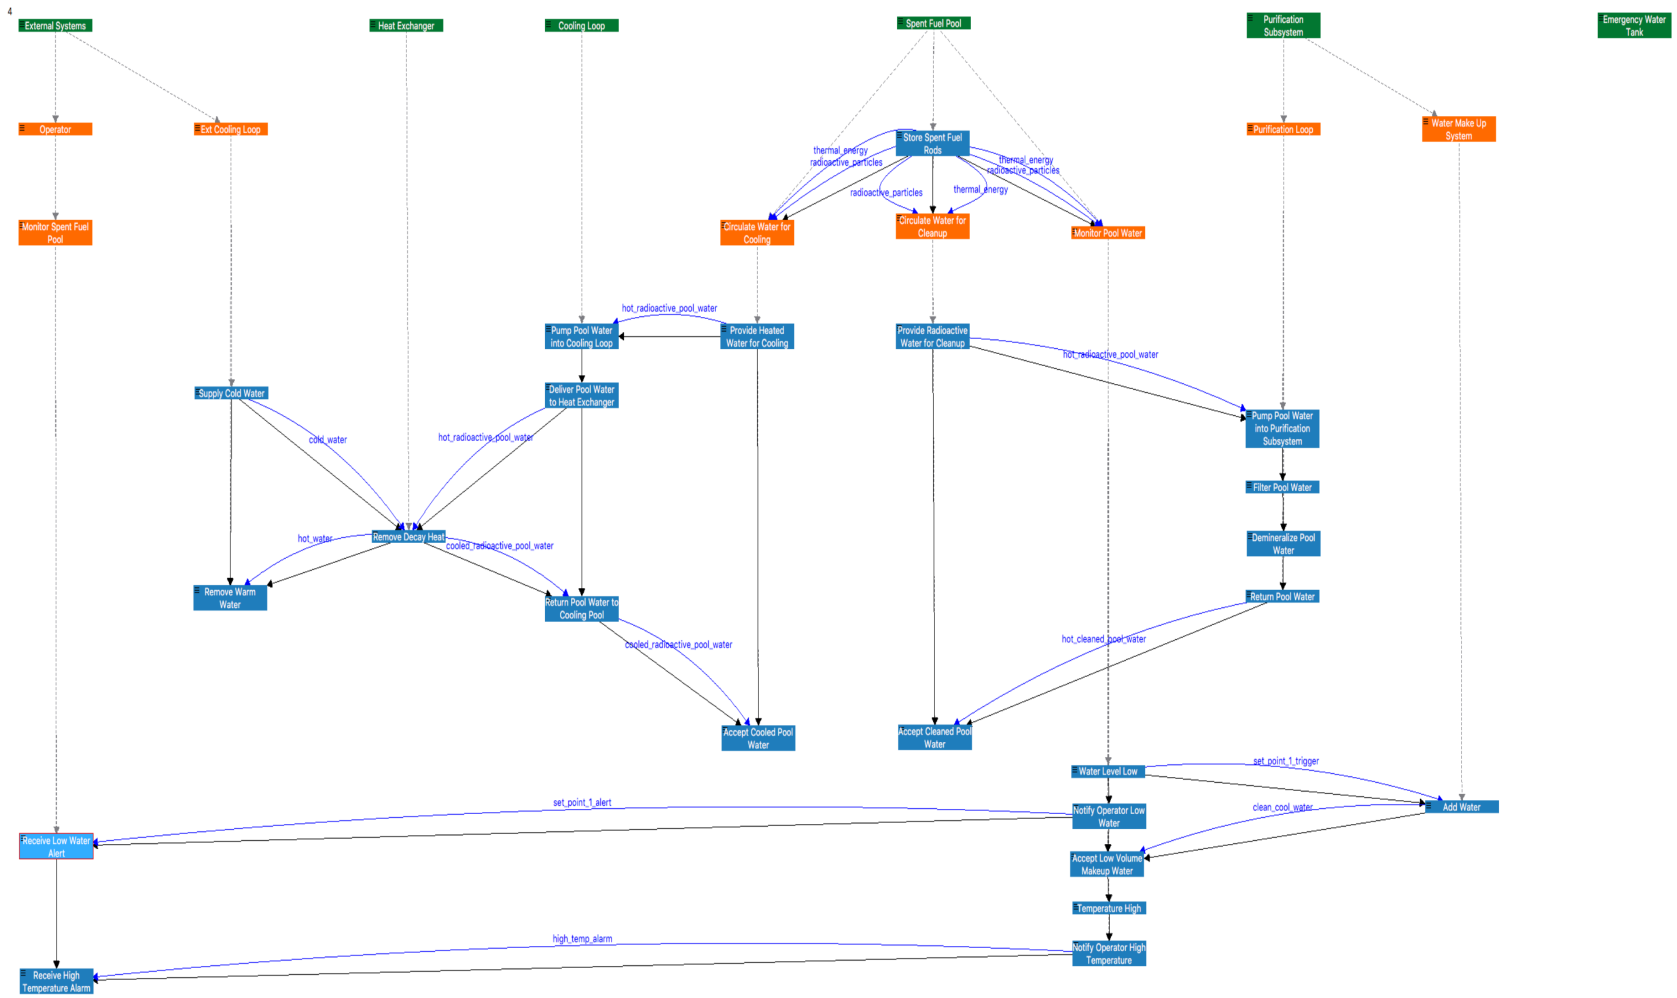 4
External Systems
Heat Exchanger
Cooling Loop
Spent Fuel Pool
Purification
Subsystem
Emergency Water
Tank
Operator
Ext Cooling Loop
Store Spent Fuel
Rods
Purification Loop
Water Make Up
System
thermal_energy
radioactive_particles
thermal_energy
radioactive_particles
radioactive_particles
thermal_energy
Monitor Spent Fuel
Pool
Circulate Water for
Cooling
Circulate Water for
Cleanup
Monitor Pool Water
hot_radioactive_pool_water
Pump Pool Water
into Cooling Loop
Provide Heated
Water for Cooling
Provide Radioactive
Water for Cleanup
hot_radioactive_pool_water
Supply Cold Water
Deliver Pool Water
to Heat Exchanger
Pump Pool Water
into Purification
Subsystem
cold_water
hot_radioactive_pool_water
Filter Pool Water
Remove Decay Heat
hot_water
cooled_radioactive_pool_water
Demineralize Pool
Water
Remove Warm
Water
Return Pool Water to
Cooling Pool
Return Pool Water
cooled_radioactive_pool_water
hot_cleaned_pool_water
Accept Cooled Pool
Water
Accept Cleaned Pool
Water
Water Level Low
set_point_1_trigger
set_point_1_alert
Notify Operator Low
Water
clean_cool_water
Add Water
Receive Low Water
Alert
Accept Low Volume
Makeup Water
Temperature High
high_temp_alarm
Notify Operator High
Temperature
Receive High
Temperature Alarm